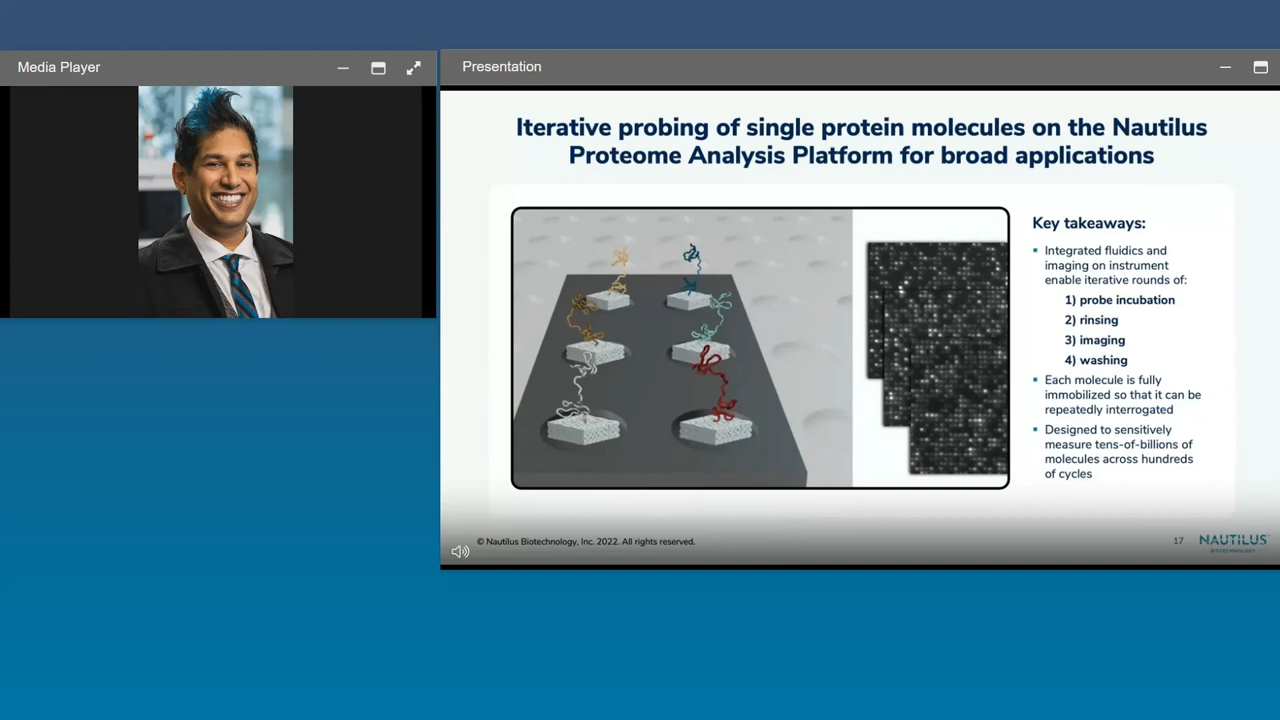 Media Player
Presentation
Iterative probing of single protein molecules on the Nautilus
Proteome Analysis Platform for broad applications
Key takeaways:
Integrated fluidics and
imaging on instrument
enable iterative rounds of:
1) probe incubation
2) rinsing
3) imaging
4) washing
Each molecule is fully
immobilized so that it can be
repeatedly interrogated
Designed to sensitively
measure tens-of-billions of
molecules across hundreds
of cycles
© Nautilus Biotechnology, Inc. 2022. All rights reserved.
17
NAUTILUS
BIOTECHNOLOGY